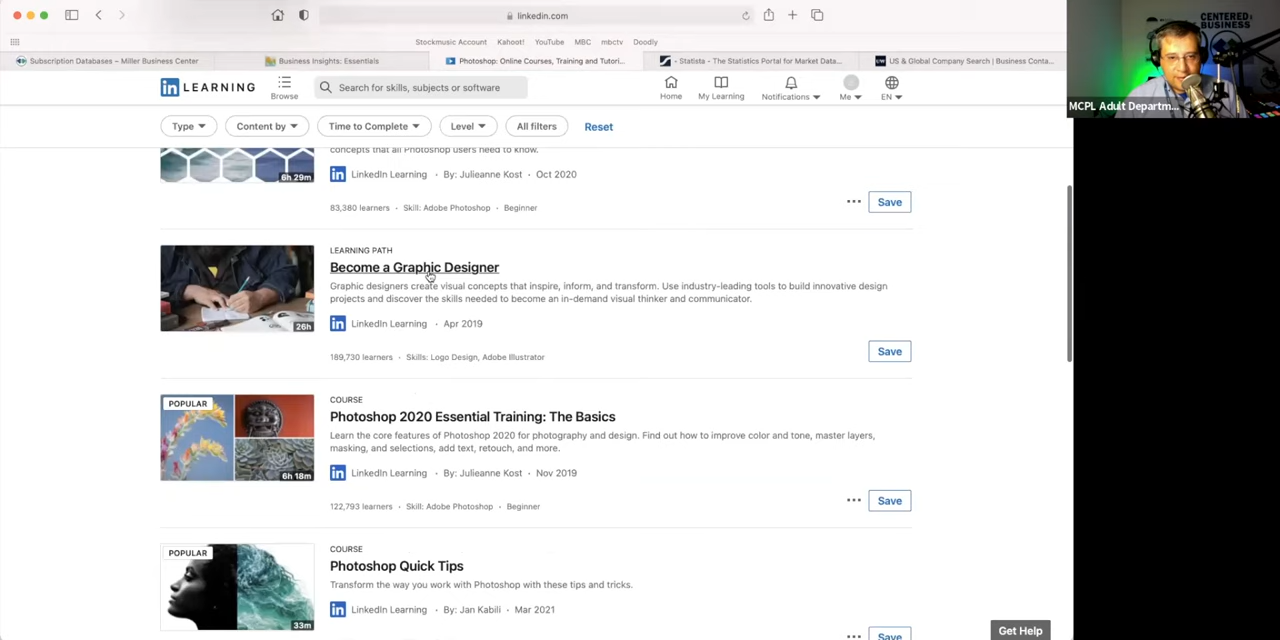 linkedin.com
Stockmusic Account Kahoot! YouTube MBC mbctv Doodly
Subscription Databases – Miller Business Center
Business Insights: Essentials
Photoshop: Online Courses, Training and Tutori...
- Statista - The Statistics Portal for Market Data...
US & Global Company Search | Business Conta...
in LEARNING
Browse
Search for skills, subjects or software
Home
My Learning
Notifications
Me
EN
Type
Content by
Time to Complete
Level
All filters
Reset
concepts that all Photoshop users need to know.
6h 29m
in LinkedIn Learning · By: Julieanne Kost · Oct 2020
83,380 learners · Skill: Adobe Photoshop · Beginner
Save
LEARNING PATH
Become a Graphic Designer
Graphic designers create visual concepts that inspire, inform, and transform. Use industry-leading tools to build innovative design
projects and discover the skills needed to become an in-demand visual thinker and communicator.
26h
in LinkedIn Learning · Apr 2019
189,730 learners · Skills: Logo Design, Adobe Illustrator
Save
POPULAR
COURSE
Photoshop 2020 Essential Training: The Basics
Learn the core features of Photoshop 2020 for photography and design. Find out how to improve color and tone, master layers,
masking, and selections, add text, retouch, and more.
6h 18m
in LinkedIn Learning · By: Julieanne Kost · Nov 2019
122,793 learners · Skill: Adobe Photoshop · Beginner
Save
POPULAR
COURSE
Photoshop Quick Tips
Transform the way you work with Photoshop with these tips and tricks.
in LinkedIn Learning · By: Jan Kabili · Mar 2021
33m
Save
Get Help
CENTERED
BUSINESS
MCPL Adult Departm...